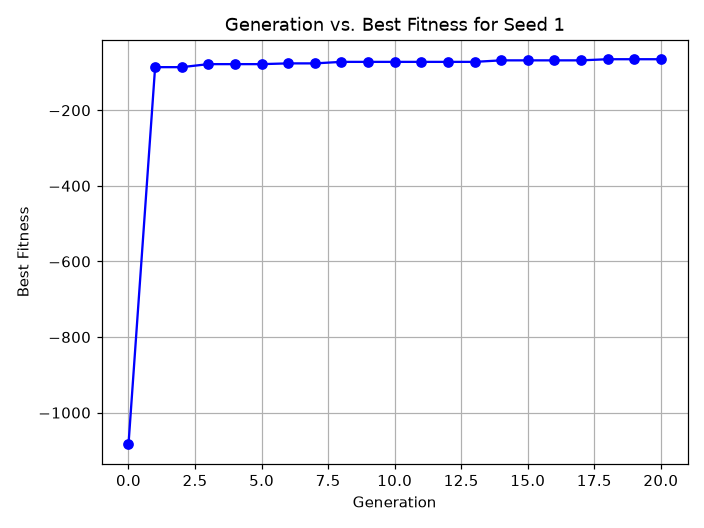 Generation vs. Best Fitness for Seed 1
−200
−400
−600
−800
−1000
Best Fitness
0.0 2.5 5.0 7.5 10.0 12.5 15.0 17.5 20.0
Generation